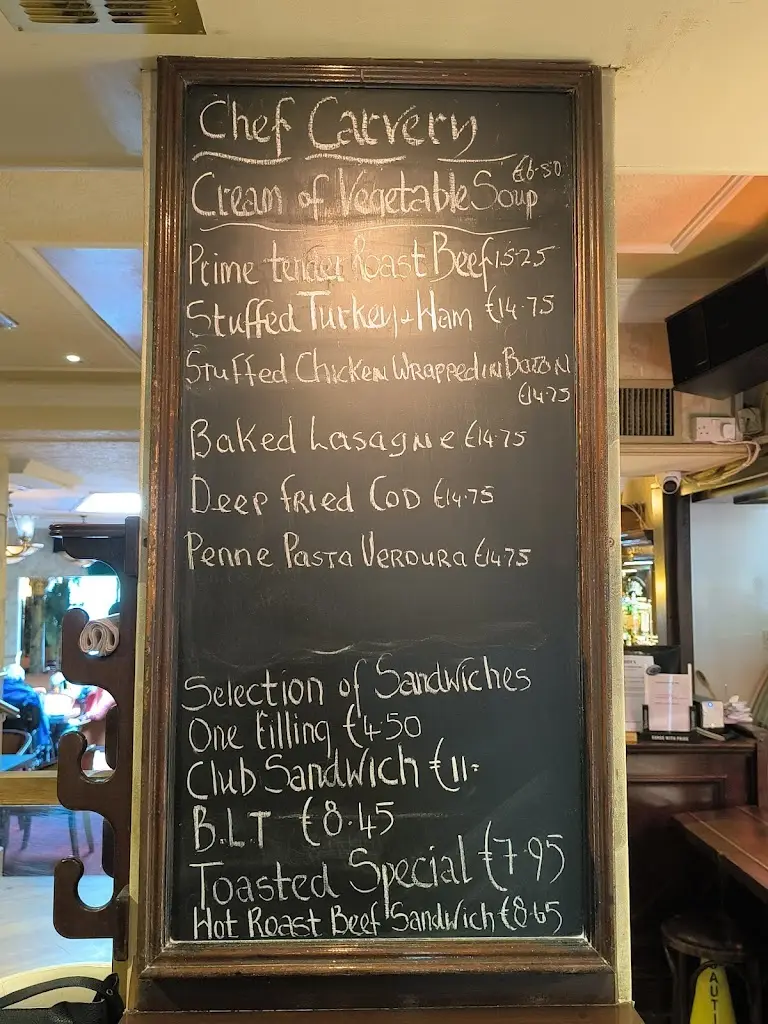 Chef Carvery
€6.50
Cream of Vegetable Soup
Prime tender Roast Beef 15.25
Stuffed Turkey + Ham €14.75
Stuffed Chicken Wrapped in Bacon
€14.75
Baked Lasagne €14.75
Deep fried Cod €14.75
Penne Pasta Verdura €14.75
Selection of Sandwiches
One Filling €4.50
Club Sandwich €11.-
B.L.T €8.45
Toasted Special €7.95
Hot Roast Beef Sandwich €8.65
CAUTI